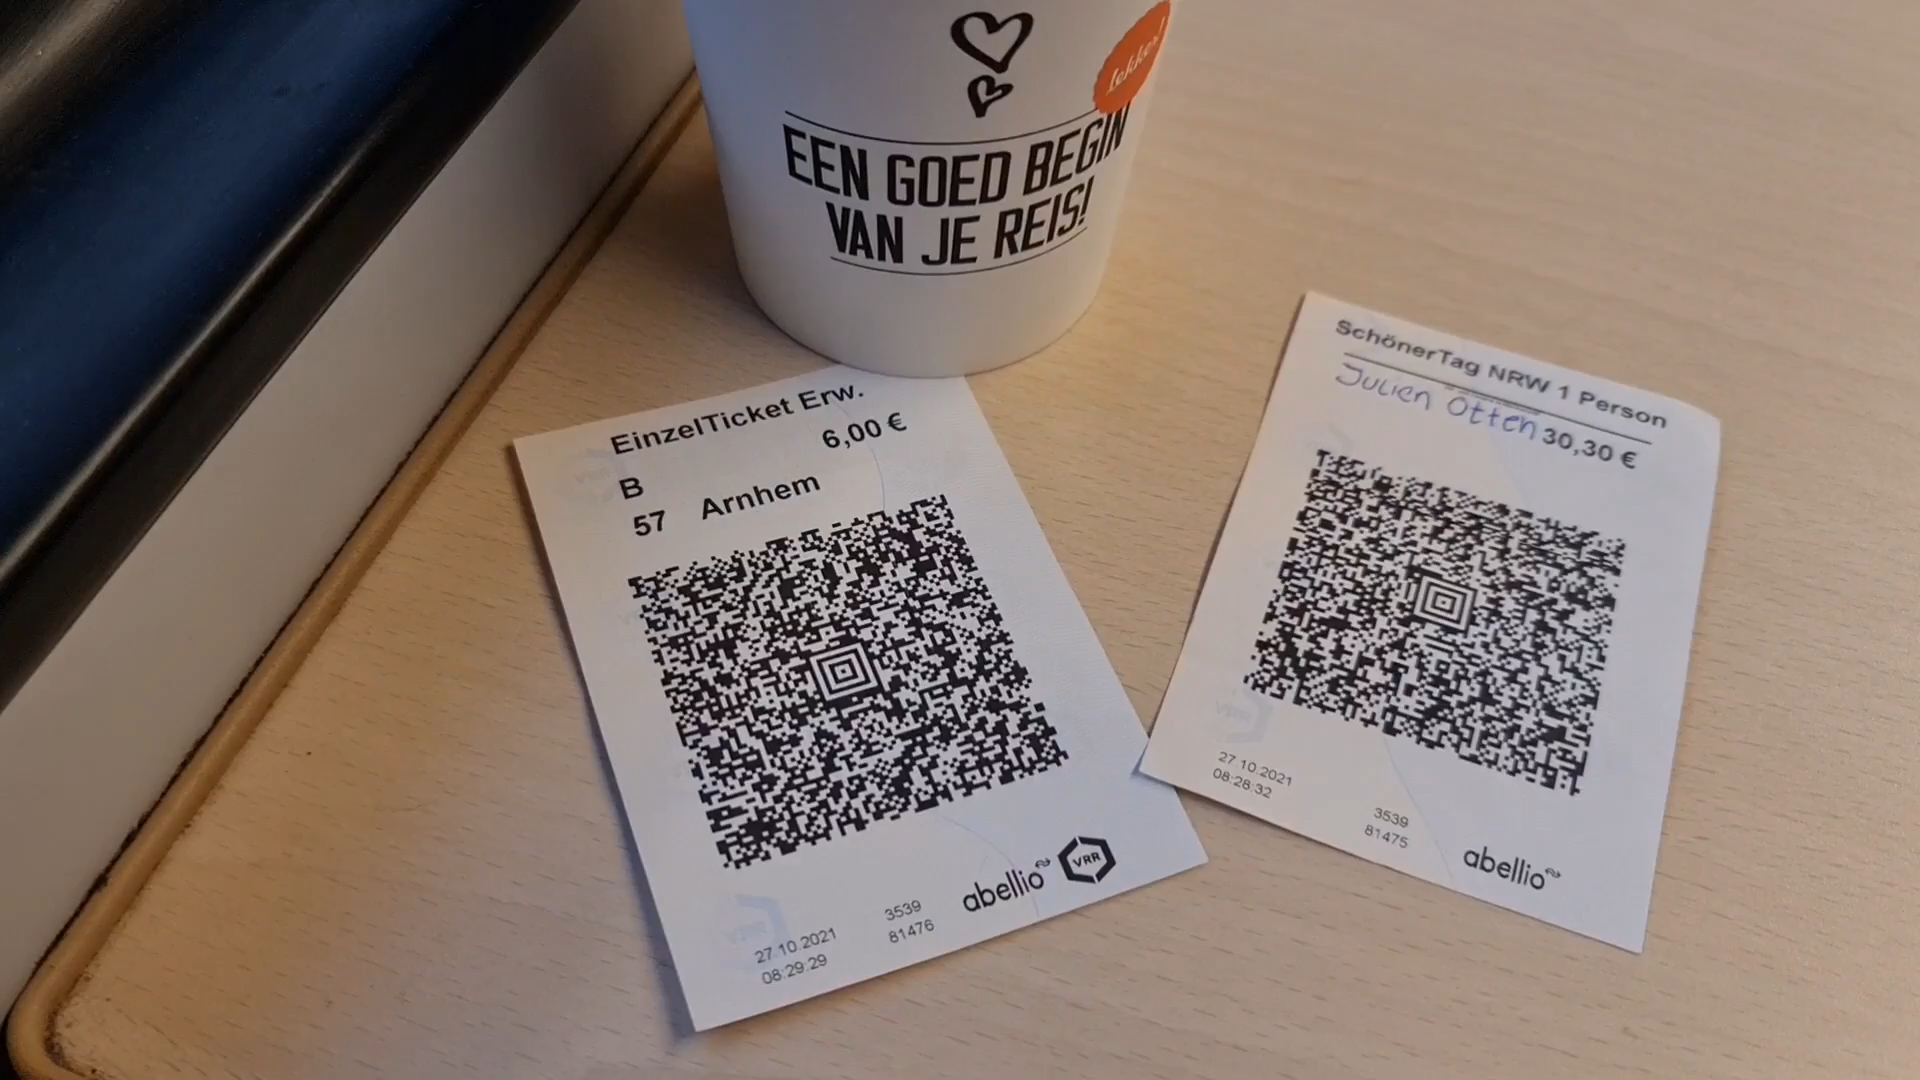 lekker!
EEN GOED BEGIN
VAN JE REIS!
EinzelTicket Erw.
6,00 €
B
57 Arnhem
27.10.2021
08:29:29
3539
81476
abellio
VRR
SchönerTag NRW 1 Person
Julien Otten 30,30 €
27.10.2021
08:28:32
3539
81475
abellio